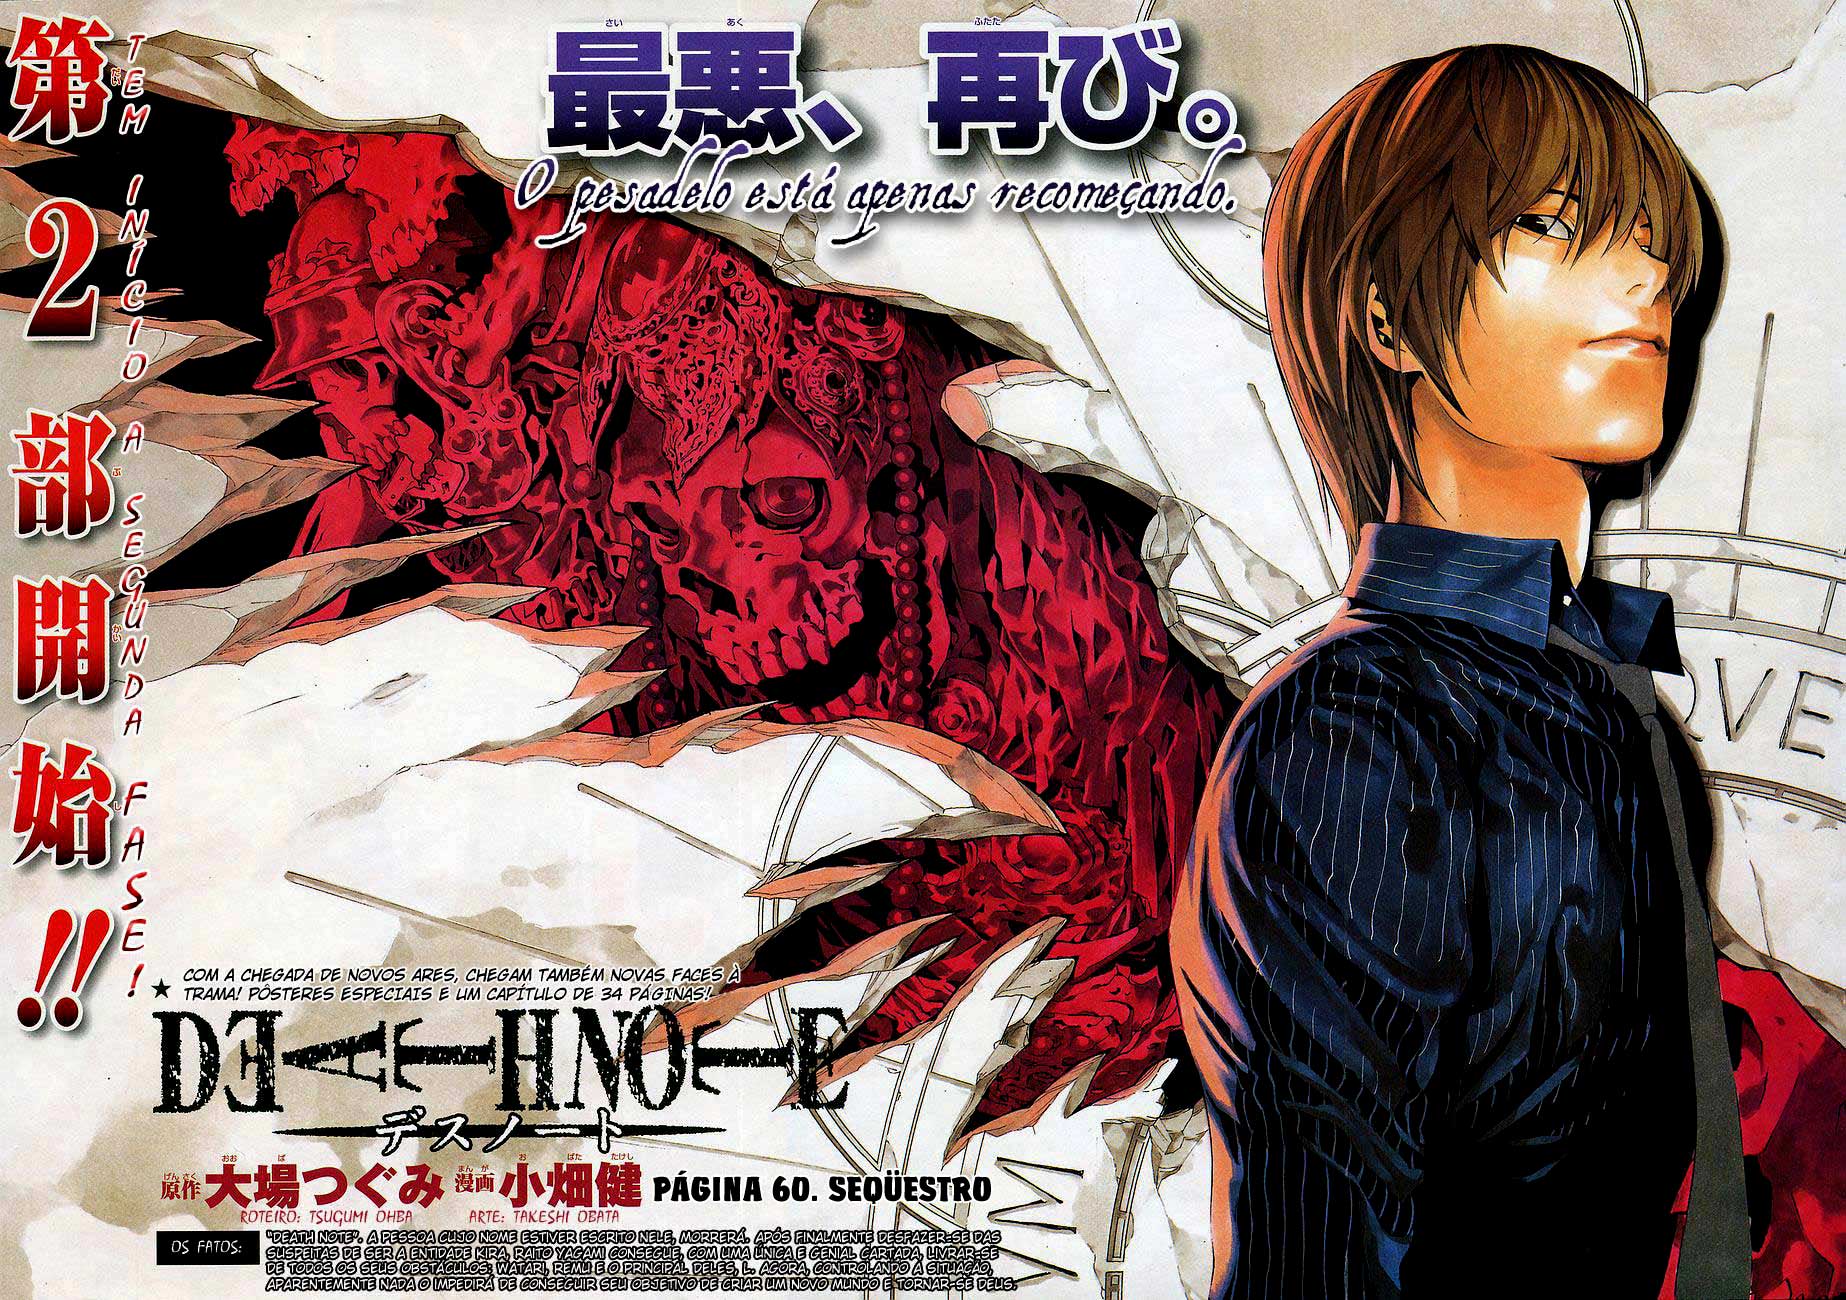 第2部開始!!
TEM INÍCIO A SEGUNDA FASE!
最悪、再び。
O pesadelo está apenas recomeçando.
OVE
★ COM A CHEGADA DE NOVOS ARES, CHEGAM TAMBÉM NOVAS FACES À
TRAMA! PÔSTERES ESPECIAIS E UM CAPÍTULO DE 34 PÁGINAS!
DEATH NOTE
デスノート
原作 大場つぐみ 漫画 小畑健 PÁGINA 60. SEQÜESTRO
ROTEIRO: TSUGUMI OHBA ARTE: TAKESHI OBATA
OS FATOS:
"DEATH NOTE". A PESSOA CUJO NOME ESTIVER ESCRITO NELE, MORRERÁ. APÓS FINALMENTE DESFAZER-SE DAS
SUSPEITAS DE SER A ENTIDADE KIRA, RAITO YAGAMI CONSEGUE, COM UMA ÚNICA E GENIAL CARTADA, LIVRAR-SE
DE TODOS OS SEUS OBSTÁCULOS: WATARI, REMU E O PRINCIPAL DELES, L. AGORA, CONTROLANDO A SITUAÇÃO,
APARENTEMENTE NADA O IMPEDIRÁ DE CONSEGUIR SEU OBJETIVO DE CRIAR UM NOVO MUNDO E TORNAR-SE DEUS.